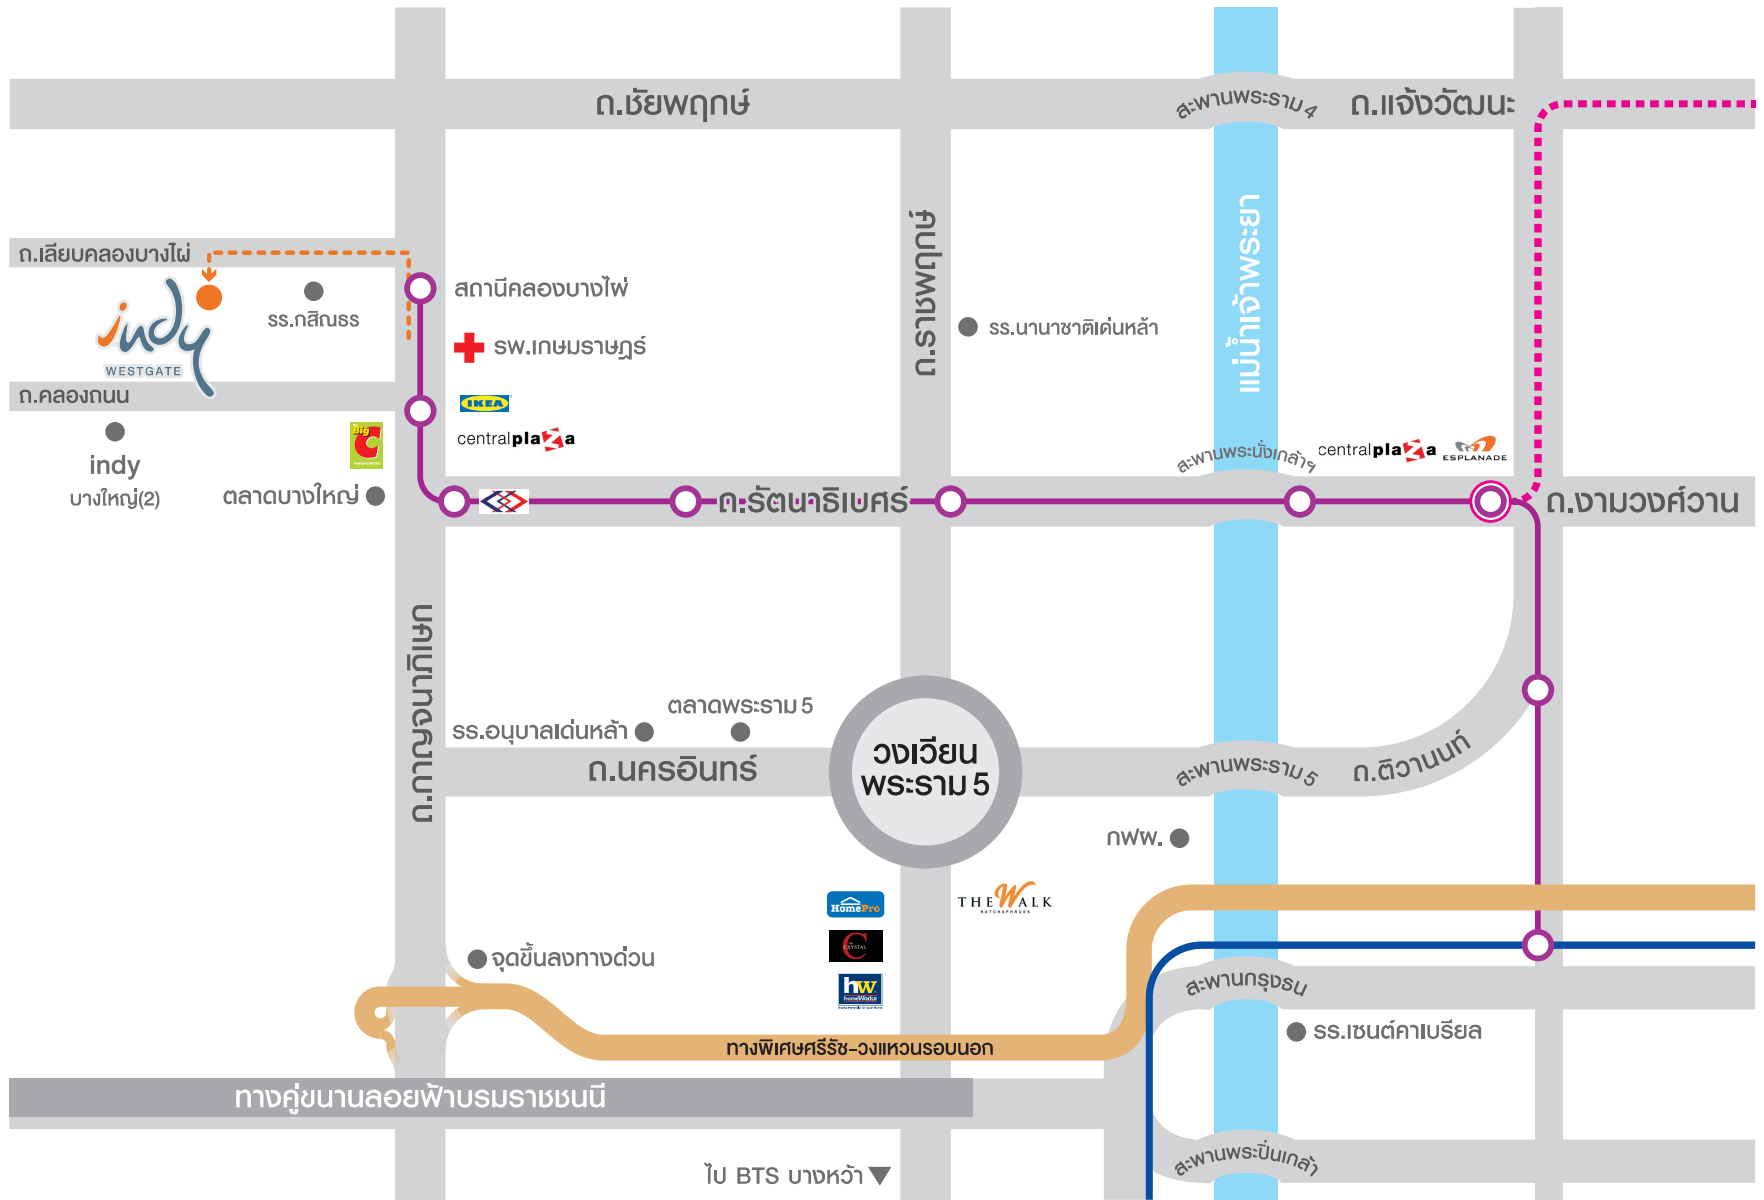 ถ.ชัยพฤกษ์
สะพานพระราม 4
ถ.แจ้งวัฒนะ
ถ.เลียบคลองบางไผ่
สถานีคลองบางไผ่
รร.กสิณธร
indy
WESTGATE
รพ.เกษมราษฎร์
ถ.ราชพฤกษ์
รร.นานาชาติเด่นหล้า
แม่น้ำเจ้าพระยา
ถ.คลองถนน
IKEA
centralplaza
Big C
indy
บางใหญ่(2)
ตลาดบางใหญ่
สะพานพระนั่งเกล้าฯ
centralplaza
ESPLANADE
ถ.รัตนาธิเบศร์
ถ.งามวงศ์วาน
ถ.กาญจนาภิเษก
ตลาดพระราม 5
รร.อนุบาลเด่นหล้า
ถ.นครอินทร์
วงเวียน
พระราม 5
สะพานพระราม 5
ถ.ติวานนท์
กฟผ.
HomePro
THE WALK
RATCHAPHRUEK
CRYSTAL
จุดขึ้นลงทางด่วน
hw
homeWorks
สะพานกรุงธน
รร.เซนต์คาเบรียล
ทางพิเศษศรีรัช-วงแหวนรอบนอก
ทางคู่ขนานลอยฟ้าบรมราชชนนี
สะพานพระปิ่นเกล้า
ไป BTS บางหว้า